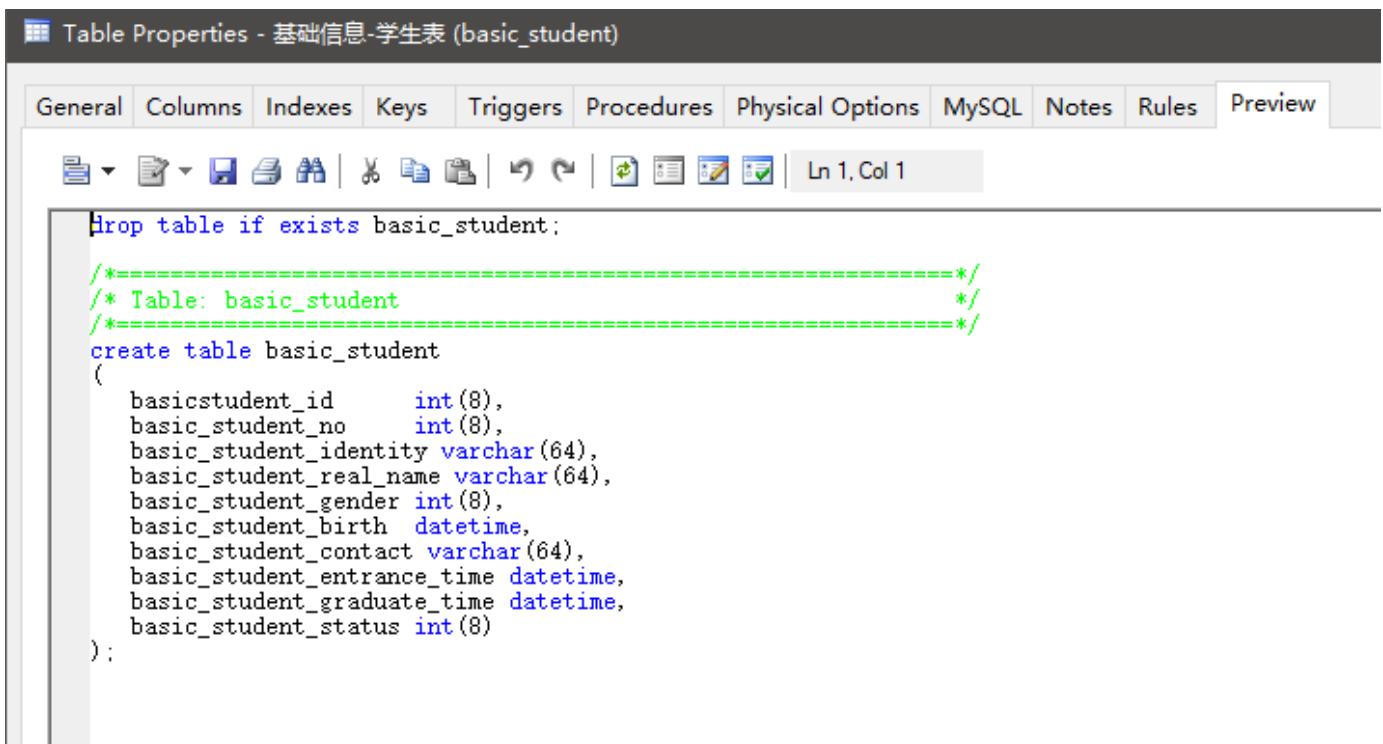 Table Properties - 基础信息-学生表 (basic_student)
General Columns Indexes Keys Triggers Procedures Physical Options MySQL Notes Rules Preview
Ln 1, Col 1
drop table if exists basic_student;
/*==============================================================*/
/* Table: basic_student                                         */
/*==============================================================*/
create table basic_student
(
   basicstudent_id      int(8),
   basic_student_no     int(8),
   basic_student_identity varchar(64),
   basic_student_real_name varchar(64),
   basic_student_gender int(8),
   basic_student_birth  datetime,
   basic_student_contact varchar(64),
   basic_student_entrance_time datetime,
   basic_student_graduate_time datetime,
   basic_student_status int(8)
);